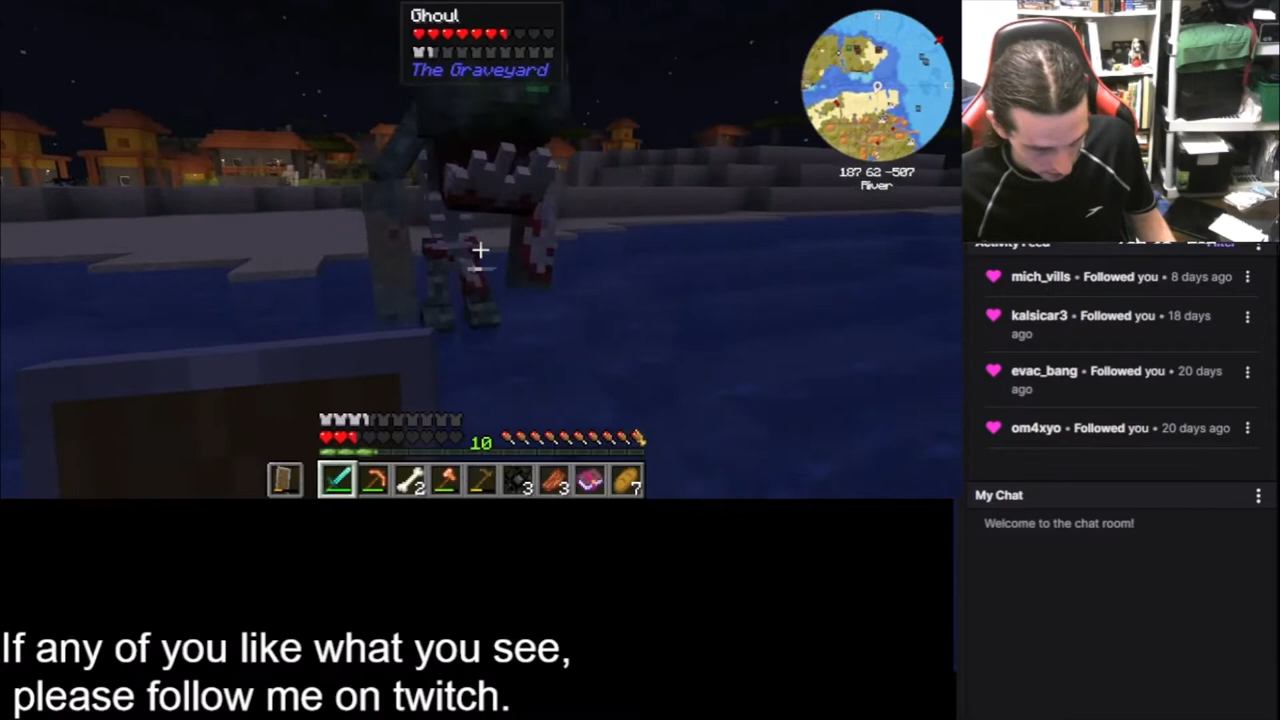 Ghoul
The Graveyard
187 62 -507
River
mich_vills • Followed you • 8 days ago
kalsicar3 • Followed you • 18 days
ago
evac_bang • Followed you • 20 days
ago
om4xyo • Followed you • 20 days ago
My Chat
Welcome to the chat room!
10
2
3
3
7
If any of you like what you see,
please follow me on twitch.